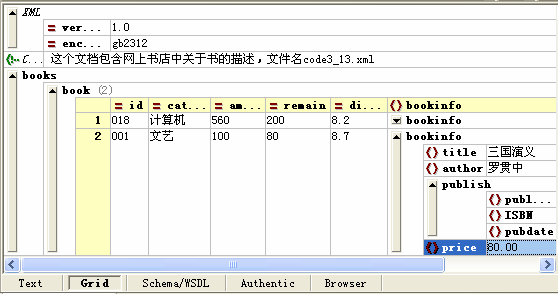 XML
ver... 1.0
enc... gb2312
C... 这个文档包含网上书店中关于书的描述，文件名code3_13.xml
books
book (2)
id cat... am... remain di... bookinfo
1 018 计算机 560 200 8.2 bookinfo
2 001 文艺 100 80 8.7 bookinfo
title 三国演义
author 罗贯中
publish
publ...
ISBN
pubdate
price 80.00
Text Grid Schema/WSDL Authentic Browser